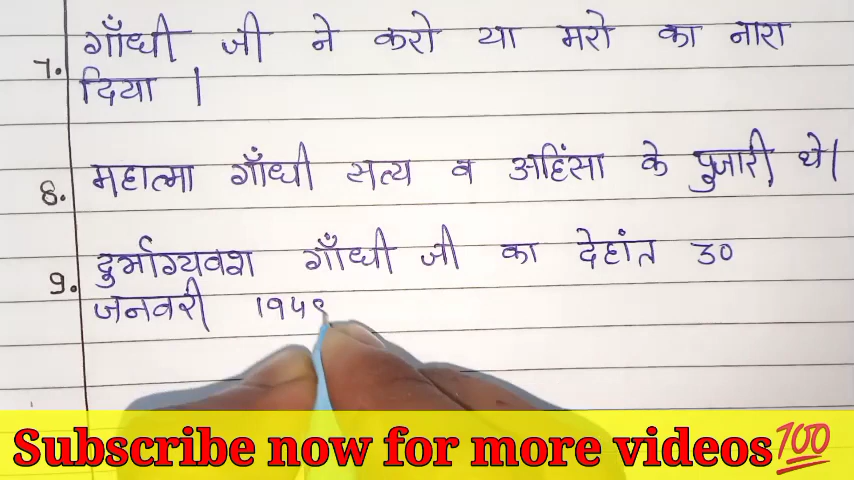 7. गाँधी जी ने करो या मरो का नारा
दिया |
8. महात्मा गाँधी सत्य व अहिंसा के पुजारी थे|
9. दुर्भाग्यवश गाँधी जी का देहांत 30
जनवरी
Subscribe now for more videos💯